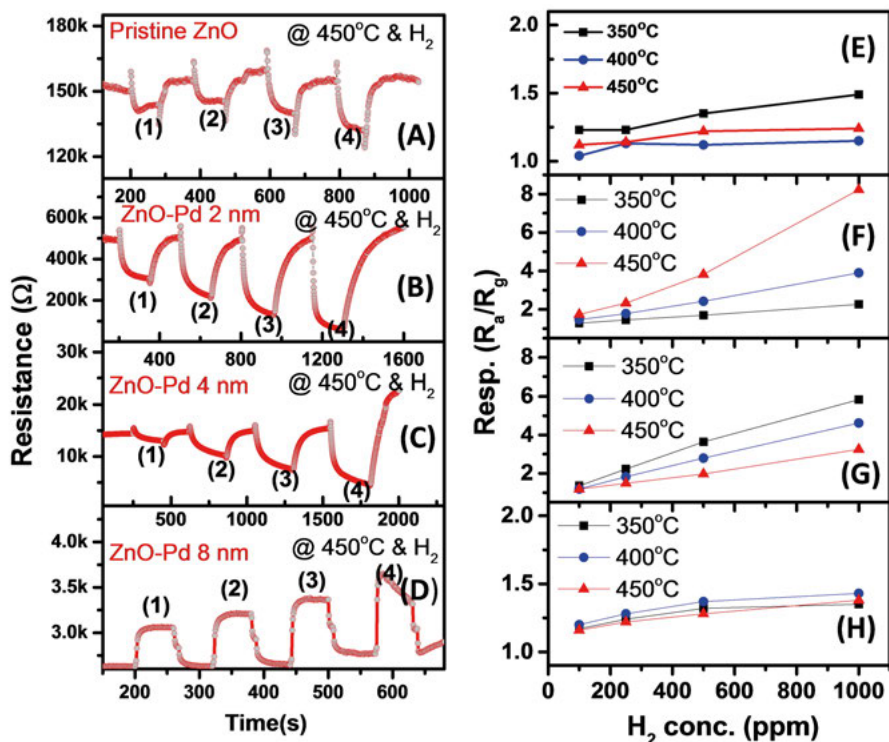 Resistance (Ω)
180k
150k
120k
Pristine ZnO @ 450°C & H2
(1) (2) (3) (4) (A)
200 400 600 800 1000
600k
400k
200k
ZnO-Pd 2 nm @ 450°C & H2
(1) (2) (3) (4) (B)
0 400 800 1200 1600
30k
20k
10k
ZnO-Pd 4 nm @ 450°C & H2
(1) (2) (3) (4) (C)
500 1000 1500 2000
4.0k
3.5k
3.0k
ZnO-Pd 8 nm @ 450°C & H2
(1) (2) (3) (4) (D)
200 300 400 500 600
Time(s)
Resp. (Ra/Rg)
2.0
1.5
1.0
350°C
400°C
450°C
(E)
8
6
4
2
350°C
400°C
450°C
(F)
8
6
4
2
350°C
400°C
450°C
(G)
2.0
1.5
1.0
350°C
400°C
450°C
(H)
0 200 400 600 800 1000
H2 conc. (ppm)